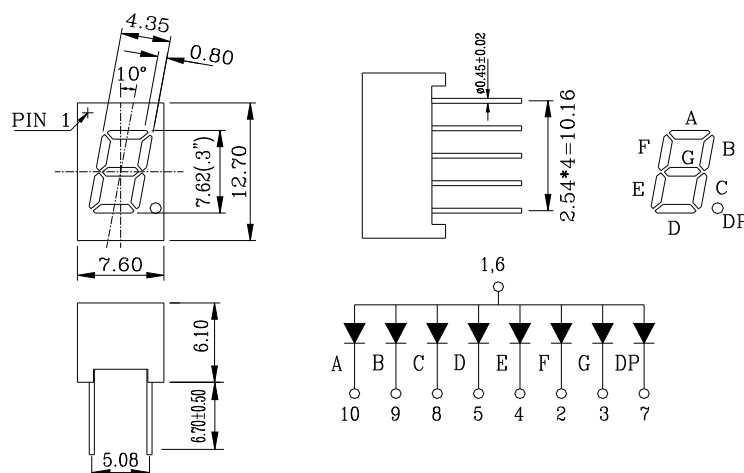 4.35
0.80
10°
PIN 1
7.62(.3")
12.70
7.60
ø0.45±0.02
2.54*4=10.16
A
F
B
G
E
C
D
DP
6.10
6.70±0.50
5.08
1,6
A B C D E F G DP
10 9 8 5 4 2 3 7